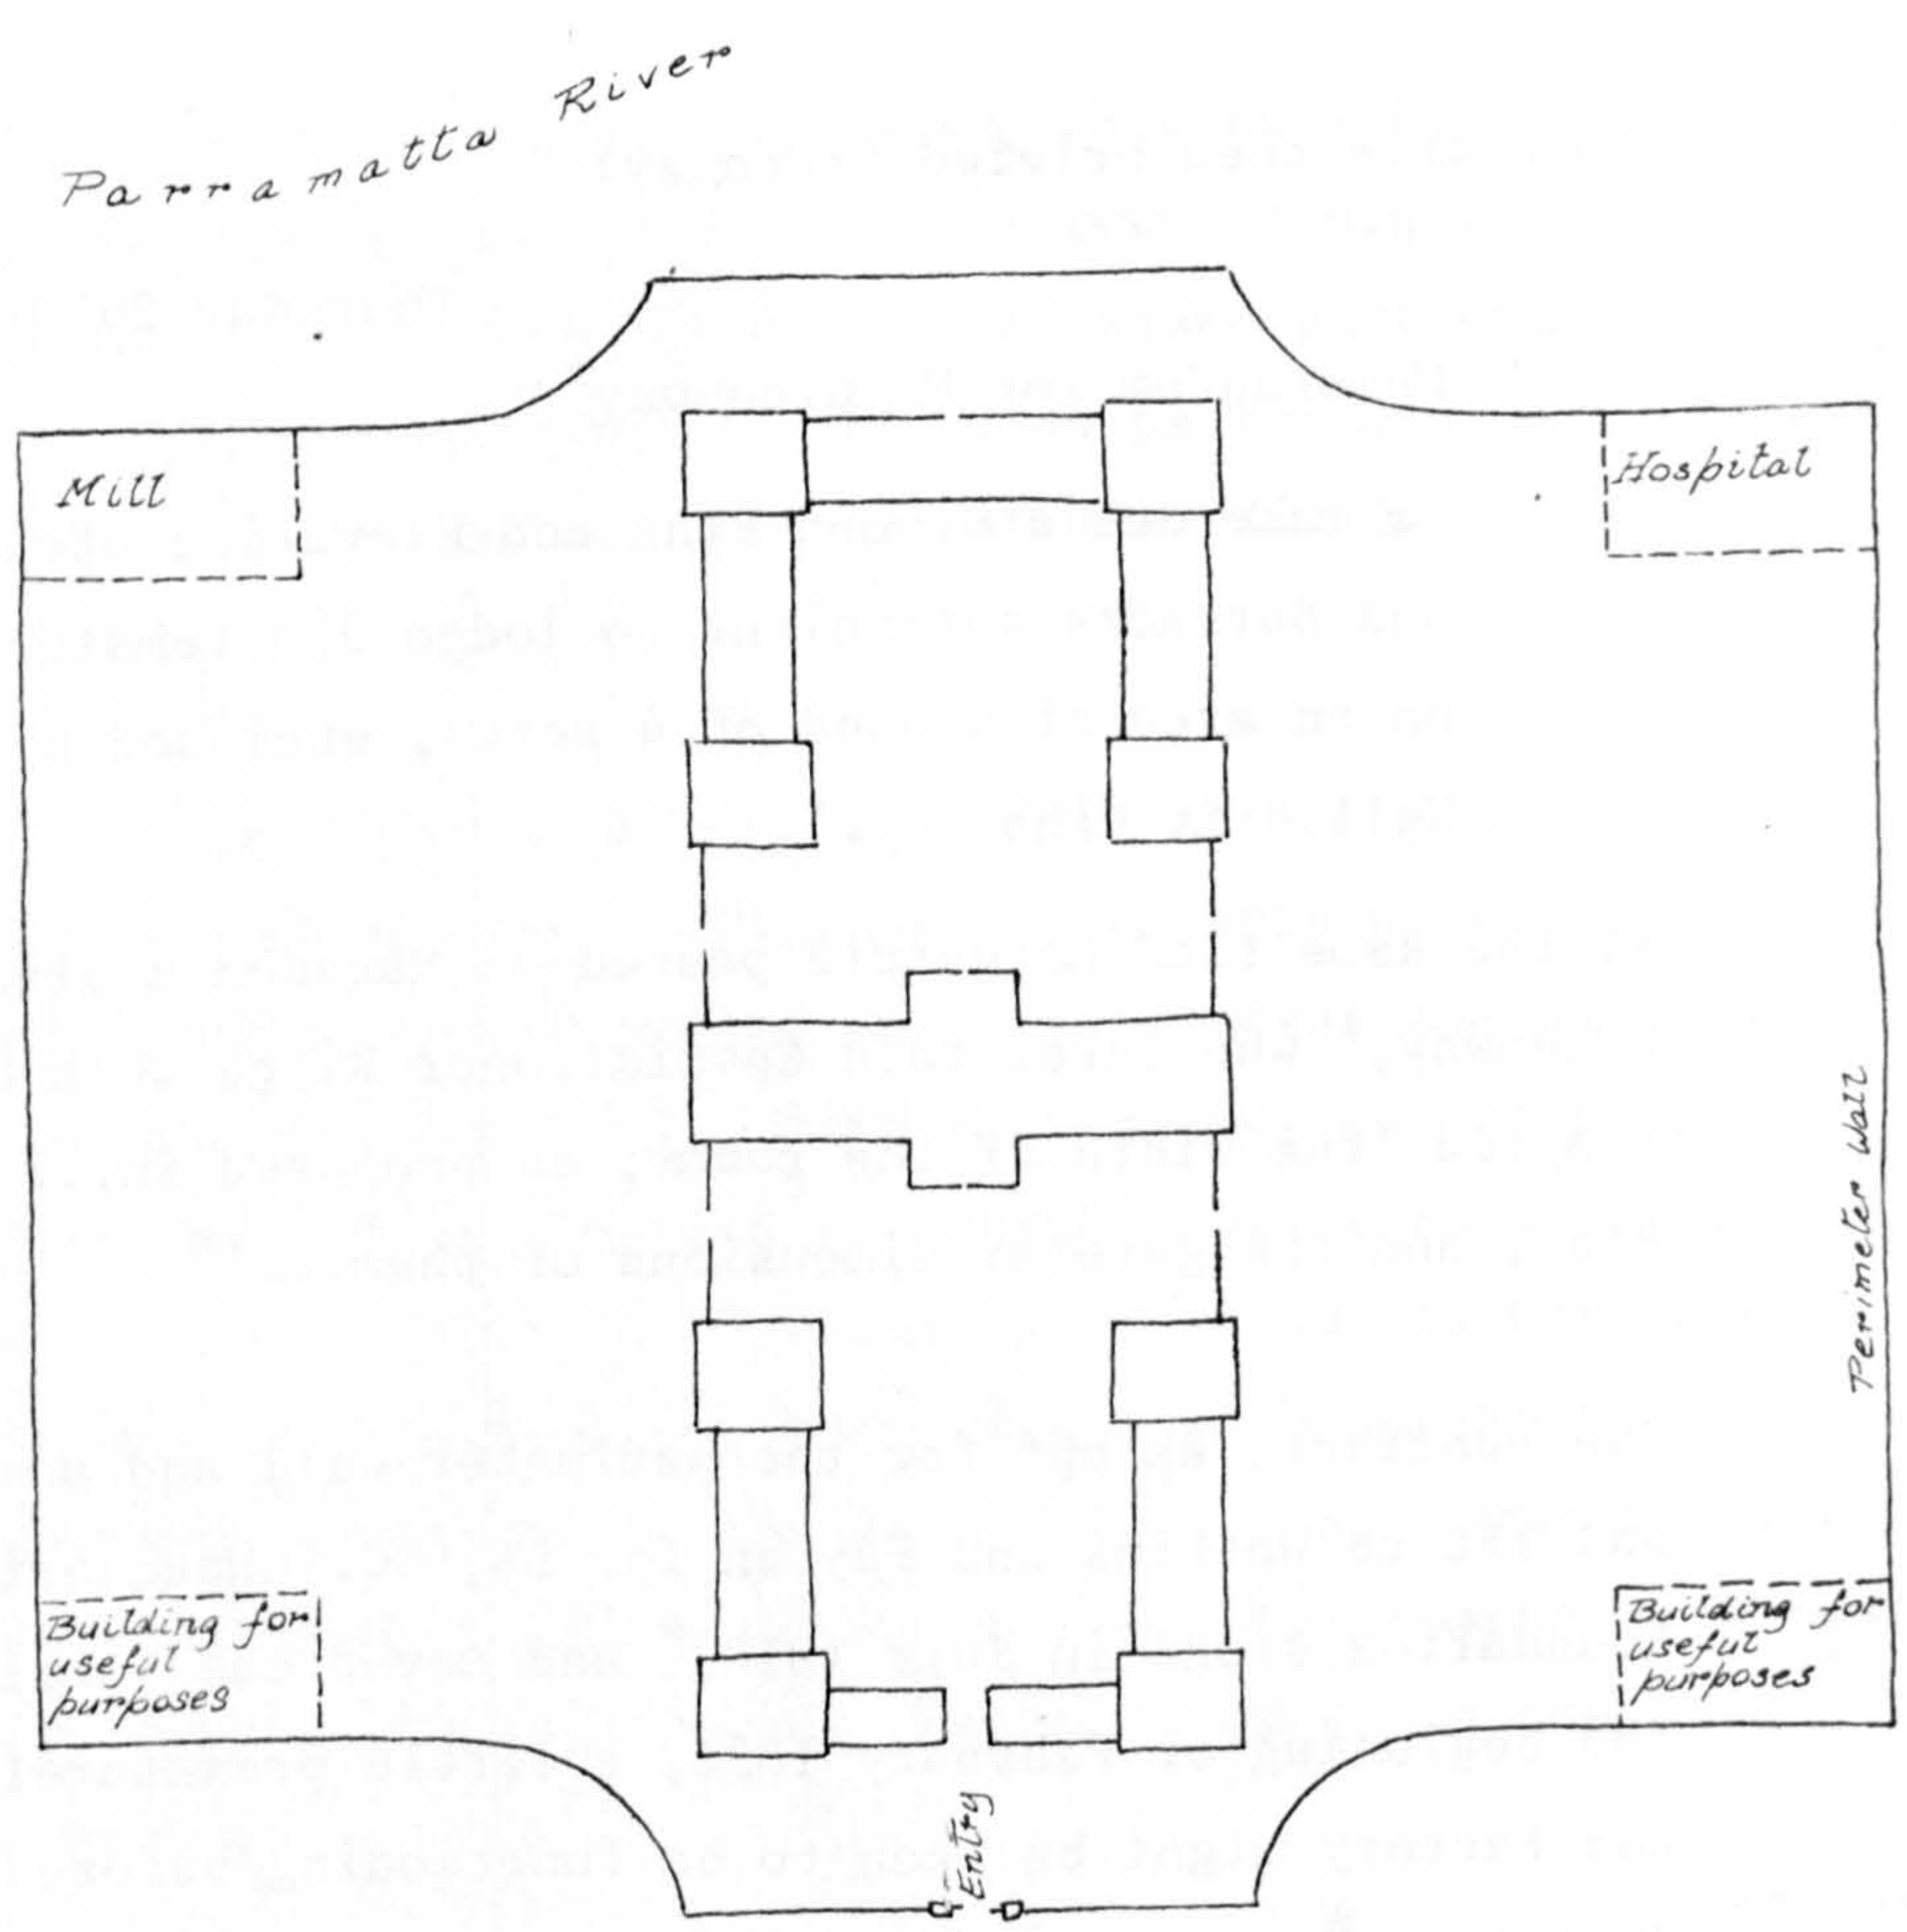 Parramatta River
Mill
Hospital
Perimeter Wall
Building for
useful
purposes
Building for
useful
purposes
Entry